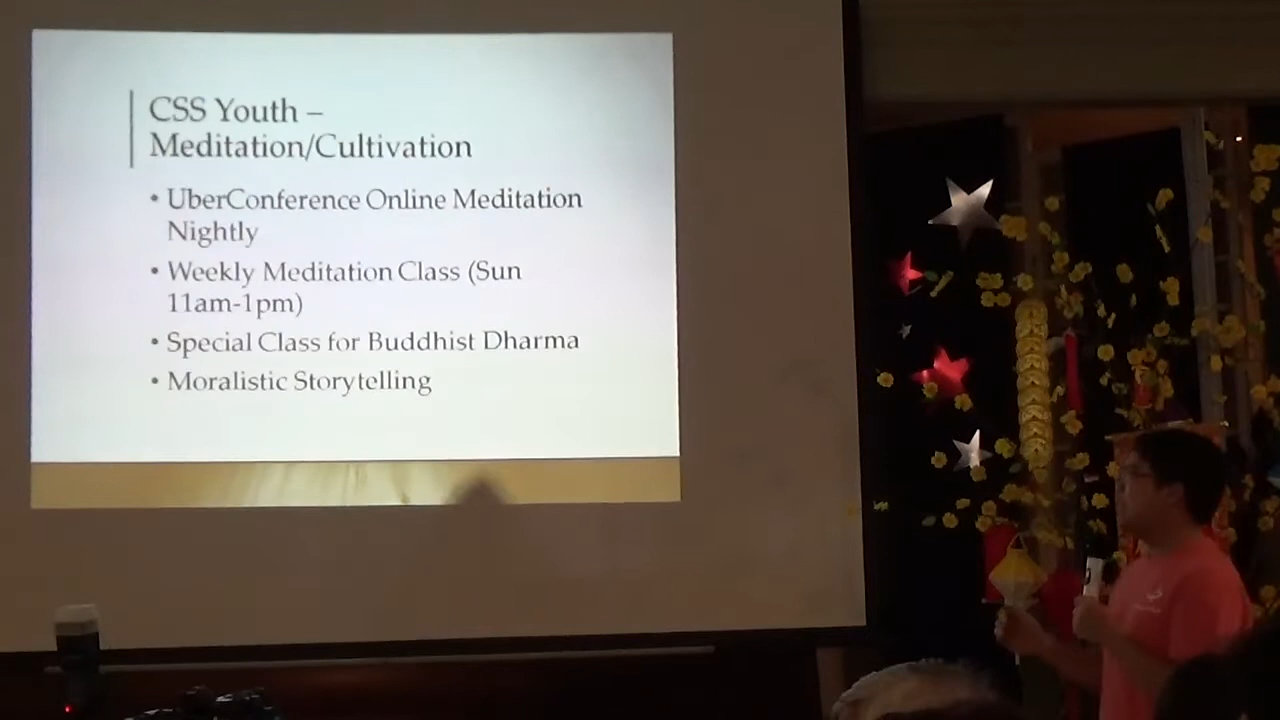 CSS Youth –
Meditation/Cultivation
• UberConference Online Meditation
Nightly
• Weekly Meditation Class (Sun
11am-1pm)
• Special Class for Buddhist Dharma
• Moralistic Storytelling